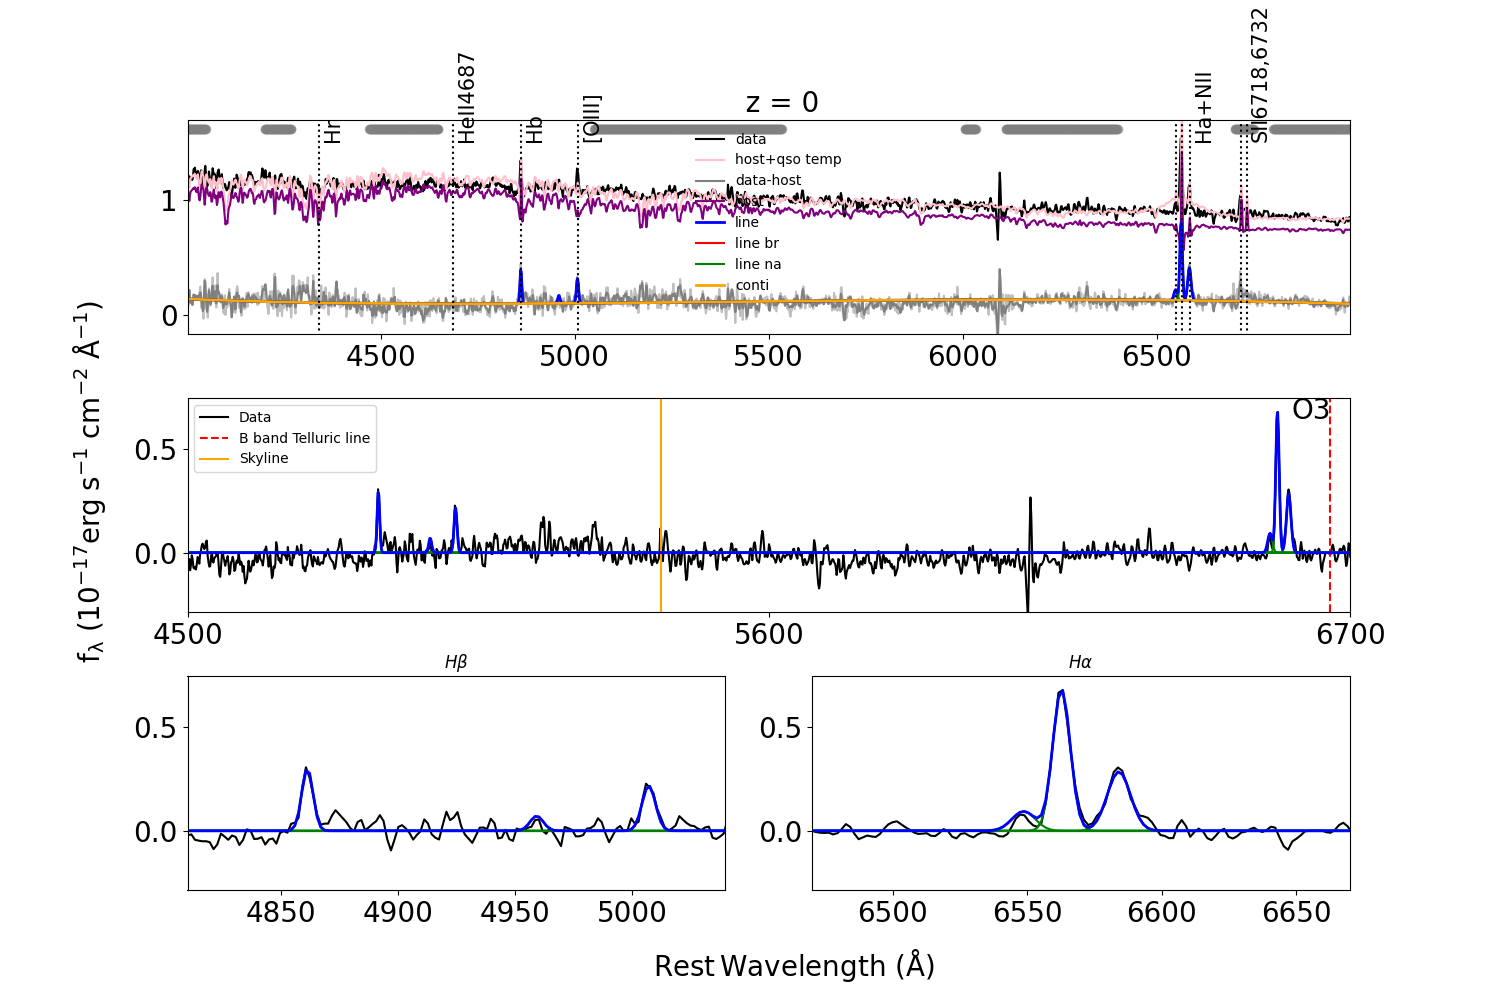 z = 0
Hr
HeII4687
Hb
[OIII]
Ha+NII
SII6718,6732
data
host+qso temp
data-host
line
line br
line na
conti
1
0
4500 5000 5500 6000 6500
fλ (10⁻¹⁷erg s⁻¹ cm⁻² Å⁻¹)
Data
B band Telluric line
Skyline
O3
0.5
0.0
4500 5600 6700
Hβ
0.5
0.0
4850 4900 4950 5000
Hα
0.5
0.0
6500 6550 6600 6650
Rest Wavelength (Å)